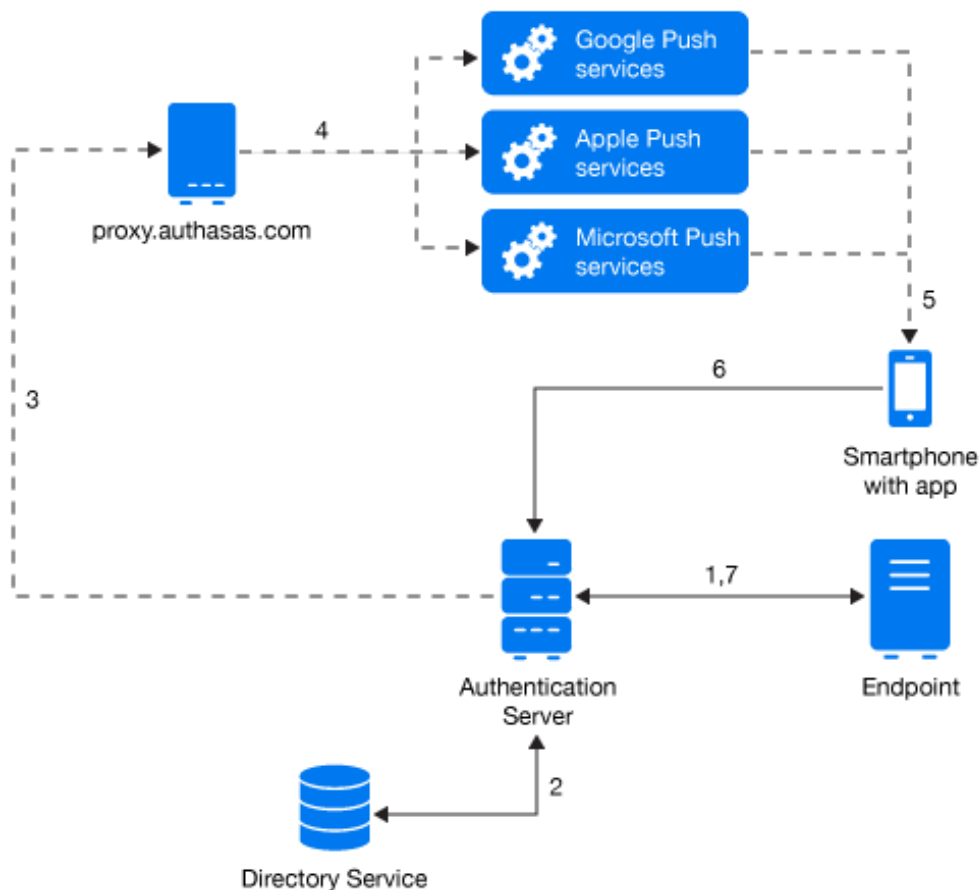 Google Push
services
4
Apple Push
services
proxy.authasas.com
Microsoft Push
services
5
6
3
Smartphone
with app
1,7
Authentication
Server
Endpoint
2
Directory Service